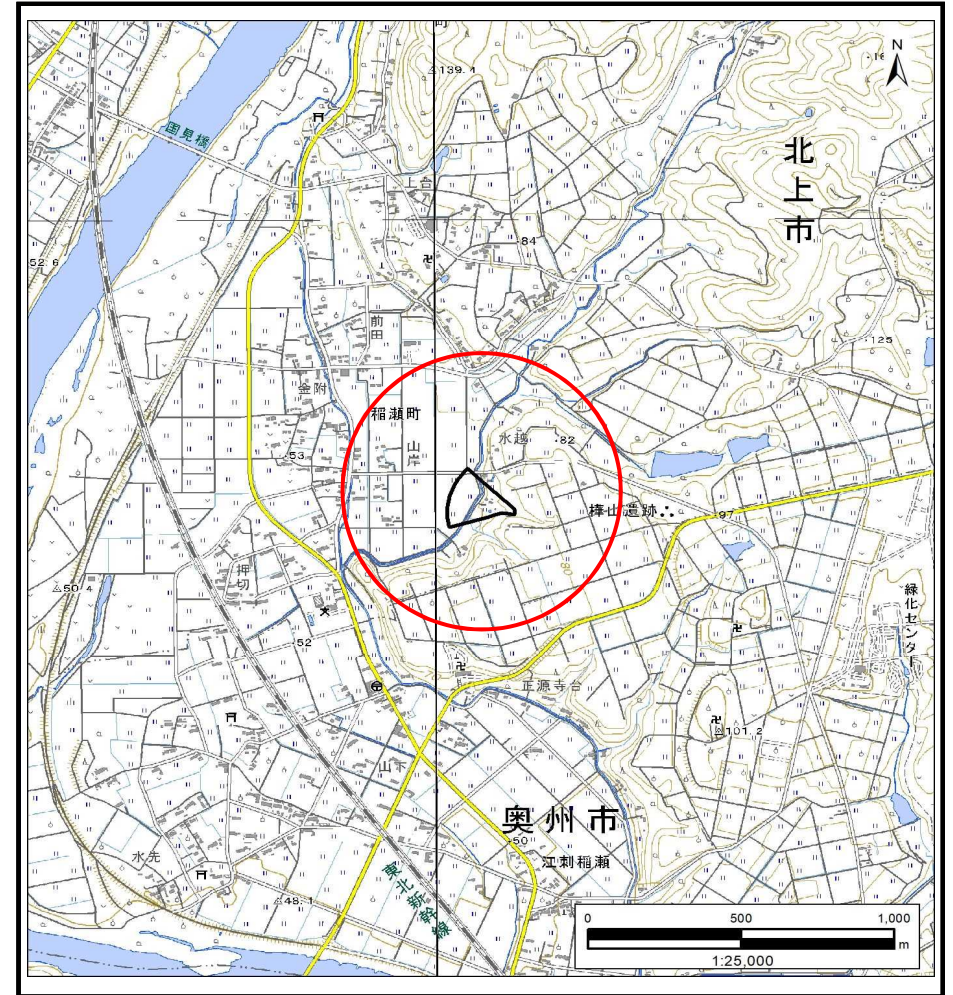 139.4
N
国見橋
北上市
上台
84
52.6
前田
125
金附
稲瀬町
山岸
水越
82
53
樺山遺跡
97
押切
50.4
80
緑化センター
52
正源寺台
101.2
山下
奥州市
50
江刺稲瀬
水先
東北新幹線
48.1
0 500 1,000
m
1:25,000